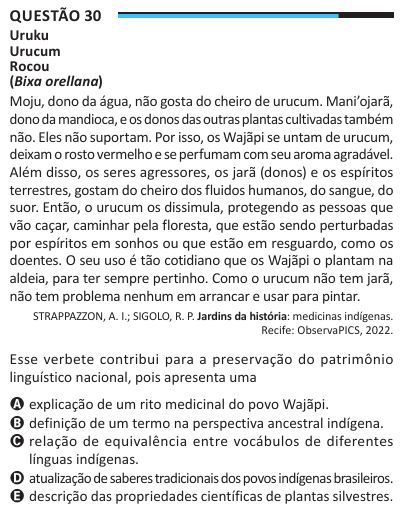 QUESTÃO 30
Uruku
Urucum
Rocou
(Bixa orellana)
Moju, dono da água, não gosta do cheiro de urucum. Mani'ojarã,
dono da mandioca, e os donos das outras plantas cultivadas também
não. Eles não suportam. Por isso, os Wajãpi se untam de urucum,
deixam o rosto vermelho e se perfumam com seu aroma agradável.
Além disso, os seres agressores, os jarã (donos) e os espíritos
terrestres, gostam do cheiro dos fluidos humanos, do sangue, do
suor. Então, o urucum os dissimula, protegendo as pessoas que
vão caçar, caminhar pela floresta, que estão sendo perturbadas
por espíritos em sonhos ou que estão em resguardo, como os
doentes. O seu uso é tão cotidiano que os Wajãpi o plantam na
aldeia, para ter sempre pertinho. Como o urucum não tem jarã,
não tem problema nenhum em arrancar e usar para pintar.
STRAPPAZZON, A. I.; SIGOLO, R. P. Jardins da história: medicinas indígenas.
Recife: ObservaPICS, 2022.
Esse verbete contribui para a preservação do patrimônio
linguístico nacional, pois apresenta uma
A explicação de um rito medicinal do povo Wajãpi.
B definição de um termo na perspectiva ancestral indígena.
C relação de equivalência entre vocábulos de diferentes
línguas indígenas.
D atualização de saberes tradicionais dos povos indígenas brasileiros.
E descrição das propriedades científicas de plantas silvestres.